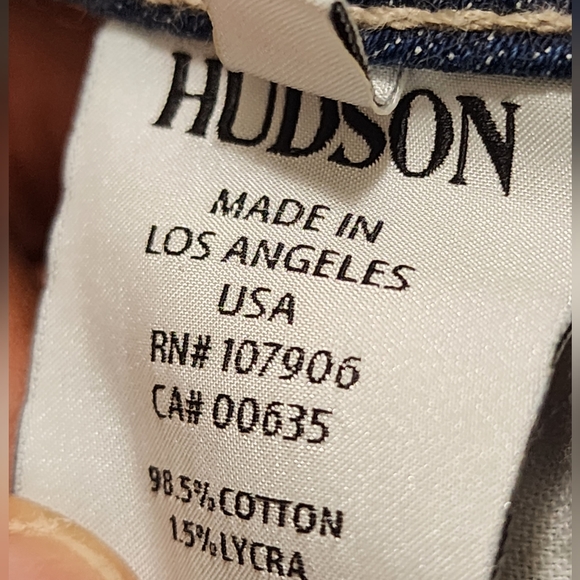 HUDSON
MADE IN
LOS ANGELES
USA
RN# 107906
CA# 00635
98.5% COTTON
1.5% LYCRA